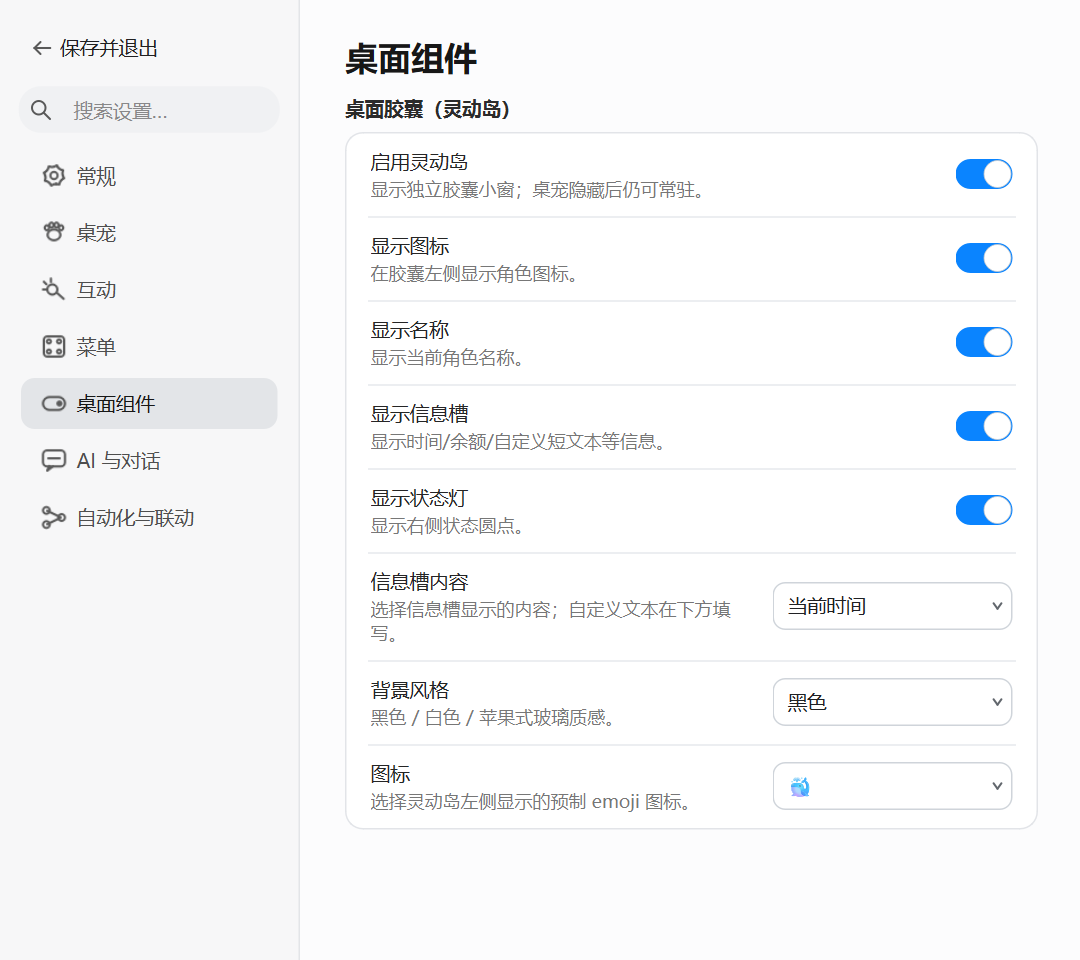 保存并退出
搜索设置...
常规
桌宠
互动
菜单
桌面组件
AI 与对话
自动化与联动
桌面组件
桌面胶囊（灵动岛）
启用灵动岛
显示独立胶囊小窗；桌宠隐藏后仍可常驻。
显示图标
在胶囊左侧显示角色图标。
显示名称
显示当前角色名称。
显示信息槽
显示时间/余额/自定义短文本等信息。
显示状态灯
显示右侧状态圆点。
信息槽内容
选择信息槽显示的内容；自定义文本在下方填
写。
当前时间
背景风格
黑色 / 白色 / 苹果式玻璃质感。
黑色
图标
选择灵动岛左侧显示的预制 emoji 图标。